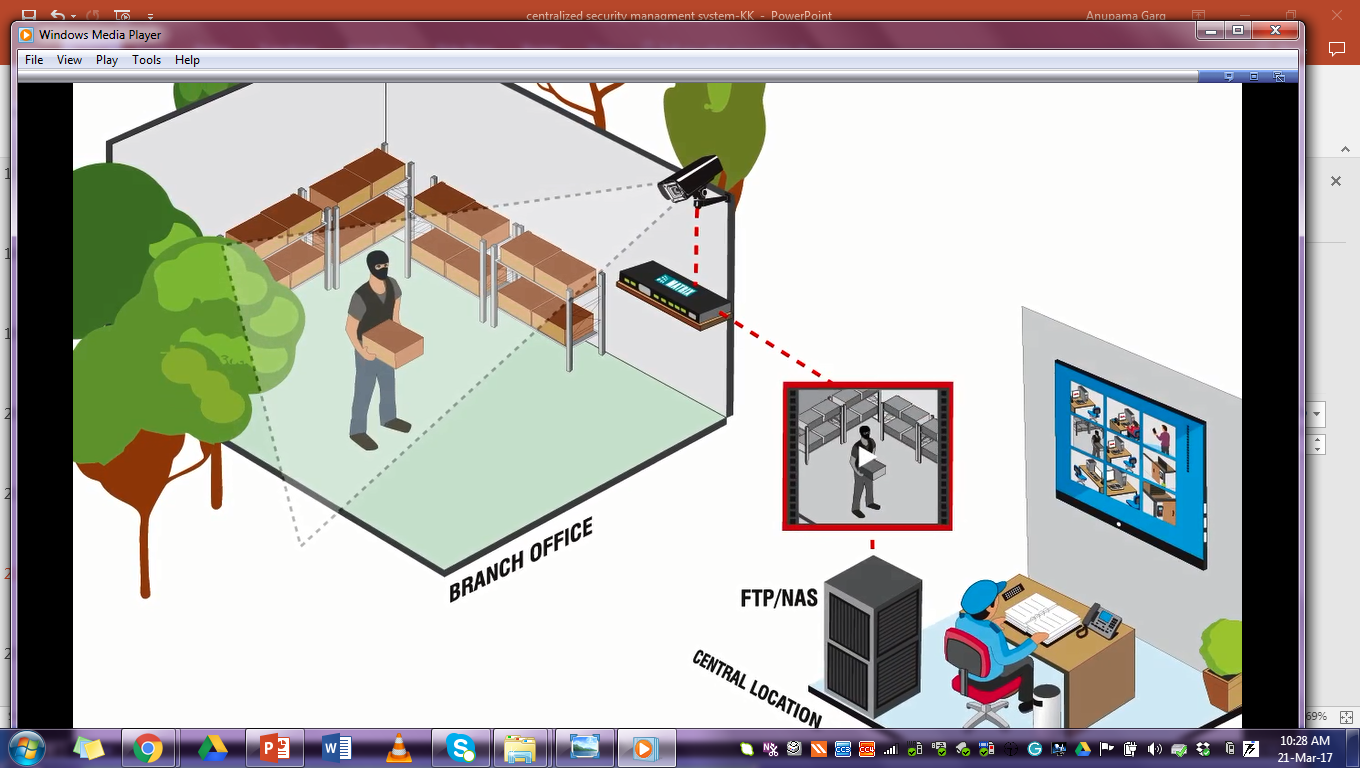 centralized security managment system-KK - PowerPoint
Anupama Garg
Windows Media Player
File View Play Tools Help
MATRIX
BRANCH OFFICE
FTP/NAS
CENTRAL LOCATION
69%
10:28 AM
21-Mar-17